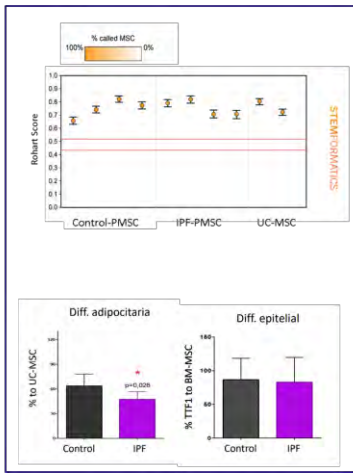 % called MSC
100%
0%
1.0
0.9
0.8
0.7
0.6
0.5
0.4
0.3
0.2
0.1
0.0
Rohart Score
STEMFORMATICS
Control-PMSC
IPF-PMSC
UC-MSC
Diff. adipocitaria
% to UC-MSC
*
p=0,026
Control
IPF
Diff. epitelial
% TTF1 to BM-MSC
150
100
50
0
Control
IPF